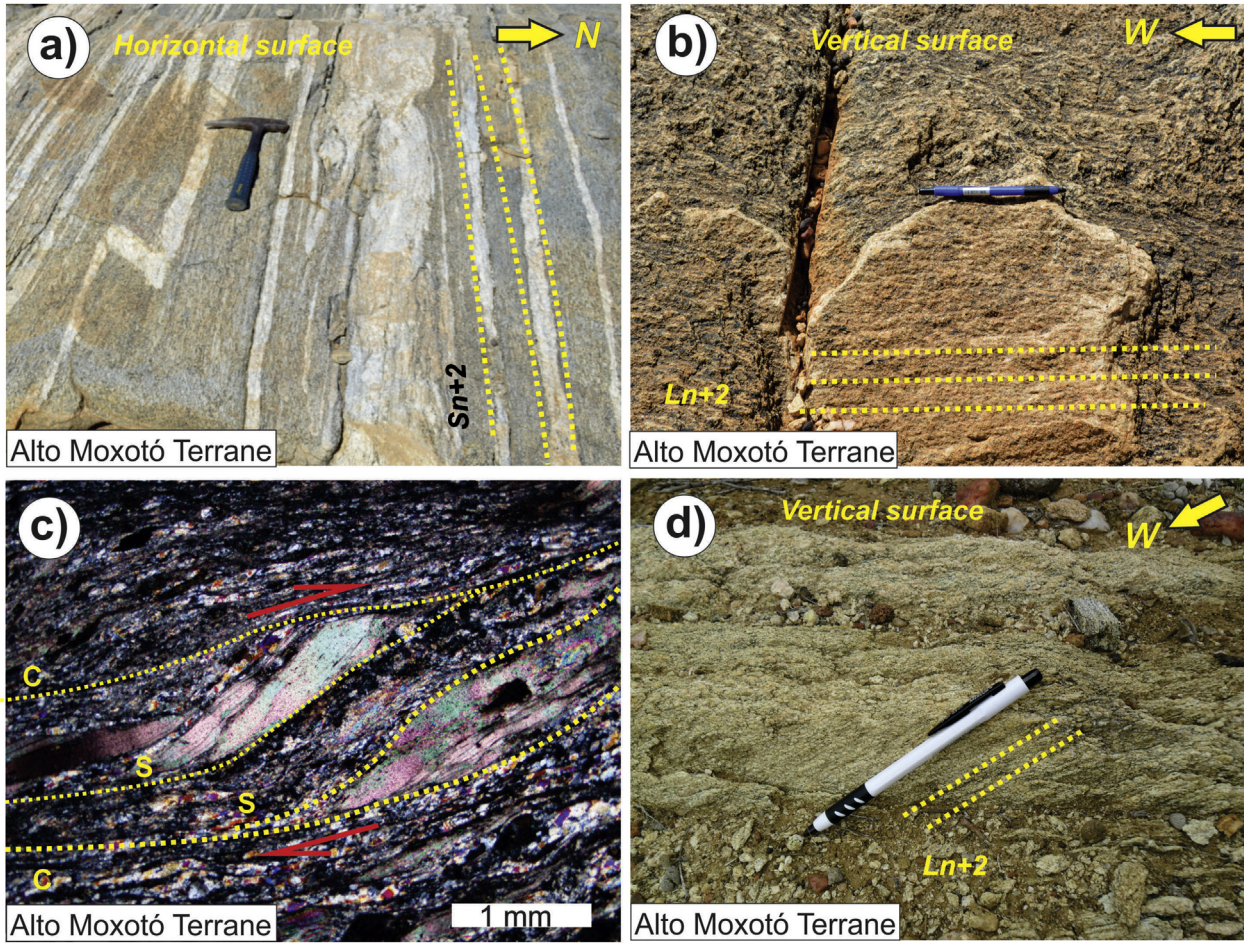 a)
Horizontal surface
N
Sn+2
Alto Moxotó Terrane
b)
Vertical surface
W
Ln+2
Alto Moxotó Terrane
c)
C
S
S
C
Alto Moxotó Terrane
1 mm
d)
Vertical surface
W
Ln+2
Alto Moxotó Terrane